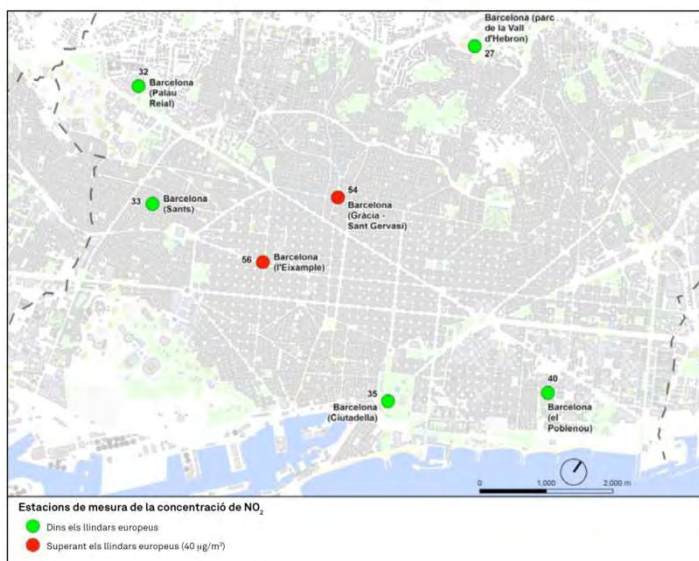 Barcelona (parc
de la Vall
d'Hebron)
27
32
Barcelona
(Palau
Reial)
33
Barcelona
(Sants)
54
Barcelona
(Gràcia -
Sant Gervasi)
56
Barcelona
(l'Eixample)
35
Barcelona
(Ciutadella)
40
Barcelona
(el
Poblenou)
0 1,000 2,000 m
Estacions de mesura de la concentració de NO₂
Dins els llindars europeus
Superant els llindars europeus (40 µg/m³)